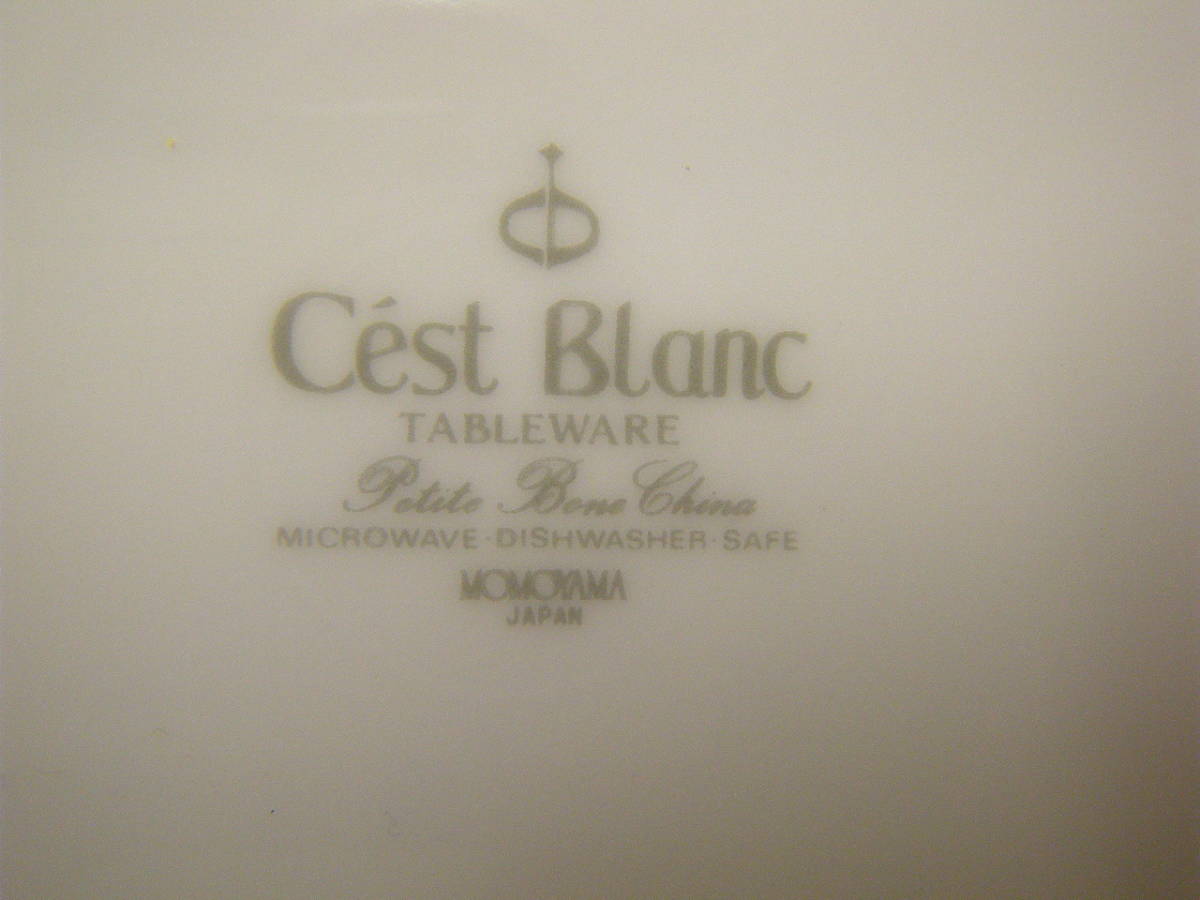 Cést Blanc
TABLEWARE
Petite Bone China
MICROWAVE·DISHWASHER·SAFE
MOMOYAMA
JAPAN